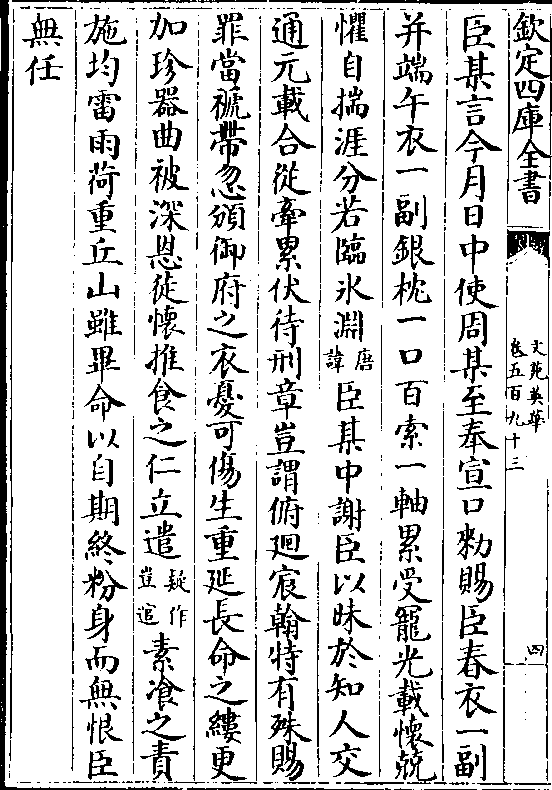 欽定四庫全書
文苑英華
卷五百九十三
四
臣某言今月日中使周某至奉宣口敕賜臣春衣一副
并端午衣一副銀枕一口百索一軸累受寵光載懷兢
懼自揣涯分若臨氷淵唐諱臣某中謝臣以昧於知人交
通元載合從牽累伏待刑章豈謂俯迴宸翰特有殊賜
罪當褫帶忽頒御府之衣憂可傷生重延長命之縷更
加珍器曲被深恩徒懷推食之仁立遣疑作豈逭素飡之責
施均雷雨荷重丘山雖畢命以自期終粉身而無恨臣
無任